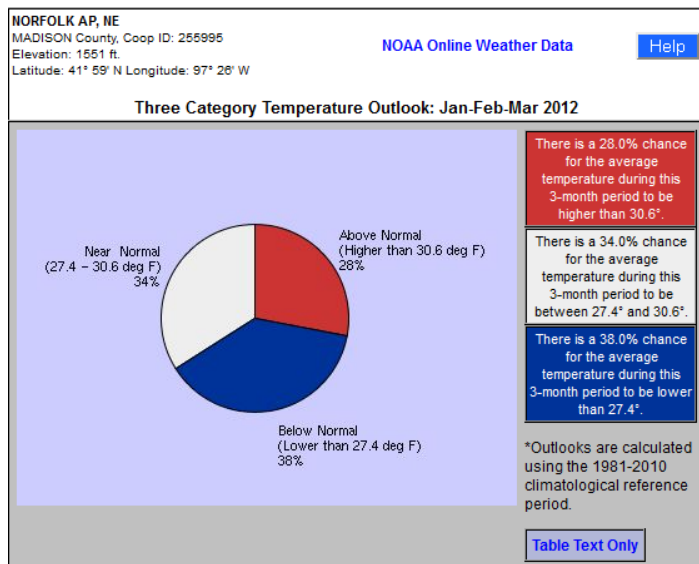 NORFOLK AP, NE
MADISON County, Coop ID: 255995
Elevation: 1551 ft.
Latitude: 41° 59' N Longitude: 97° 26' W
NOAA Online Weather Data
Help
Three Category Temperature Outlook: Jan-Feb-Mar 2012
Near Normal
(27.4 – 30.6 deg F)
34%
Above Normal
(Higher than 30.6 deg F)
28%
Below Normal
(Lower than 27.4 deg F)
38%
There is a 28.0% chance
for the average
temperature during this
3-month period to be
higher than 30.6°.
There is a 34.0% chance
for the average
temperature during this
3-month period to be
between 27.4° and 30.6°.
There is a 38.0% chance
for the average
temperature during this
3-month period to be lower
than 27.4°.
*Outlooks are calculated
using the 1981-2010
climatological reference
period.
Table Text Only